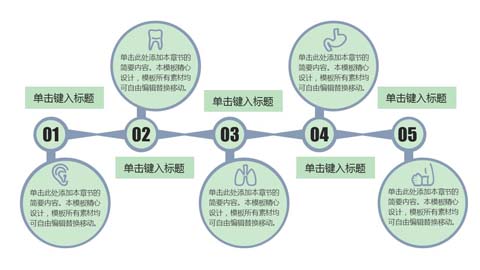 单击此处添加本章节的
简要内容。本模板精心
设计，模板所有素材均
可自由编辑替换移动。
单击此处添加本章节的
简要内容。本模板精心
设计，模板所有素材均
可自由编辑替换移动。
单击键入标题
单击键入标题
单击键入标题
01
02
03
04
05
单击键入标题
单击键入标题
单击此处添加本章节的
简要内容。本模板精心
设计，模板所有素材均
可自由编辑替换移动。
单击此处添加本章节的
简要内容。本模板精心
设计，模板所有素材均
可自由编辑替换移动。
单击此处添加本章节的
简要内容。本模板精心
设计，模板所有素材均
可自由编辑替换移动。